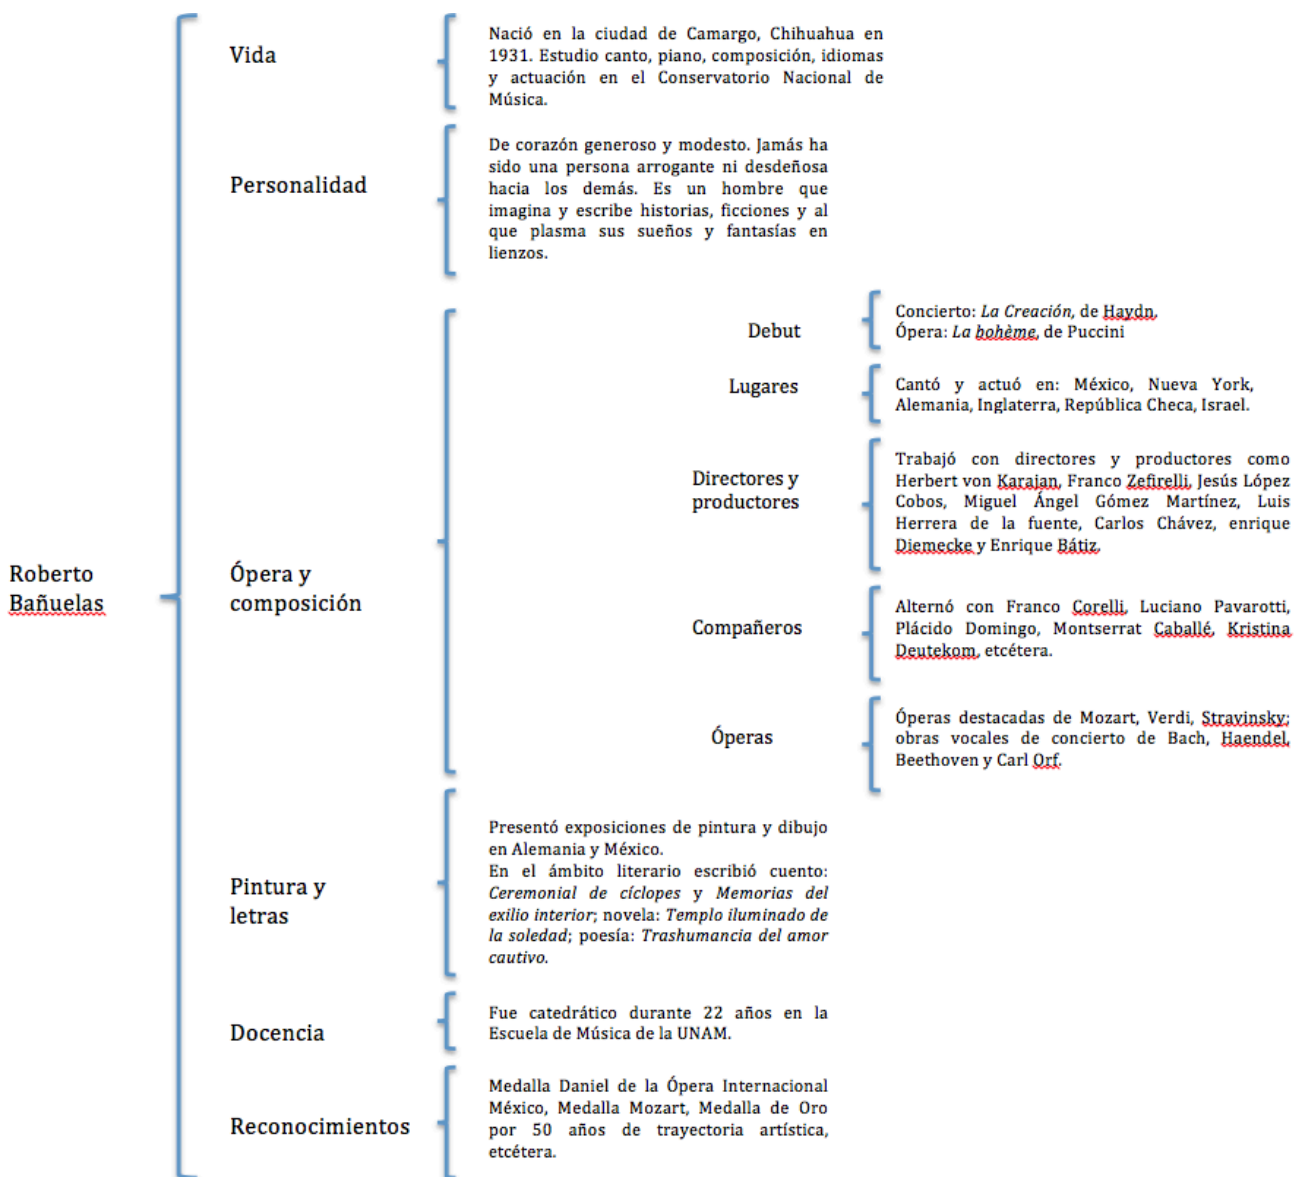 Roberto
Bañuelas
Vida
Nació en la ciudad de Camargo, Chihuahua en
1931. Estudio canto, piano, composición, idiomas
y actuación en el Conservatorio Nacional de
Música.
Personalidad
De corazón generoso y modesto. Jamás ha
sido una persona arrogante ni desdeñosa
hacia los demás. Es un hombre que
imagina y escribe historias, ficciones y al
que plasma sus sueños y fantasías en
lienzos.
Ópera y
composición
Debut
Concierto: La Creación, de Haydn.
Ópera: La bohème, de Puccini
Lugares
Cantó y actuó en: México, Nueva York,
Alemania, Inglaterra, República Checa, Israel.
Directores y
productores
Trabajó con directores y productores como
Herbert von Karajan, Franco Zefirelli, Jesús López
Cobos, Miguel Ángel Gómez Martínez, Luis
Herrera de la fuente, Carlos Chávez, enrique
Diemecke y Enrique Bátiz.
Compañeros
Alternó con Franco Corelli, Luciano Pavarotti,
Plácido Domingo, Montserrat Caballé, Kristina
Deutekom, etcétera.
Óperas
Óperas destacadas de Mozart, Verdi, Stravinsky;
obras vocales de concierto de Bach, Haendel,
Beethoven y Carl Orf.
Pintura y
letras
Presentó exposiciones de pintura y dibujo
en Alemania y México.
En el ámbito literario escribió cuento:
Ceremonial de cíclopes y Memorias del
exilio interior; novela: Templo iluminado de
la soledad; poesía: Trashumancia del amor
cautivo.
Docencia
Fue catedrático durante 22 años en la
Escuela de Música de la UNAM.
Reconocimientos
Medalla Daniel de la Ópera Internacional
México, Medalla Mozart, Medalla de Oro
por 50 años de trayectoria artística,
etcétera.